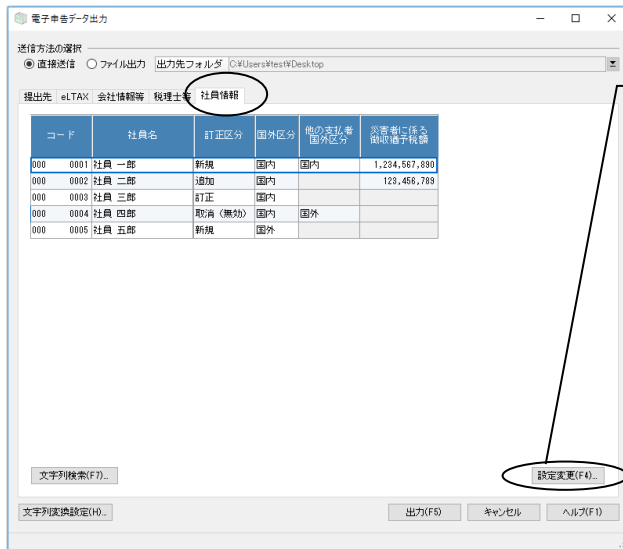 電子申告データ出力
送信方法の選択
直接送信 ファイル出力 出力先フォルダ C:¥Users¥test¥Desktop
提出先 eLTAX 会社情報等 税理士等 社員情報
コード 社員名 訂正区分 国外区分 他の支払者国外区分 災害者に係る徴収猶予税額
000 0001 社員 一郎 新規 国内 国内 1,234,567,890
000 0002 社員 二郎 追加 国内 123,456,789
000 0003 社員 三郎 訂正 国内
000 0004 社員 四郎 取消（無効） 国内 国外
000 0005 社員 五郎 新規 国外
文字列検索(F7)... 設定変更(F4)...
文字列変換設定(H)... 出力(F5) キャンセル ヘルプ(F1)